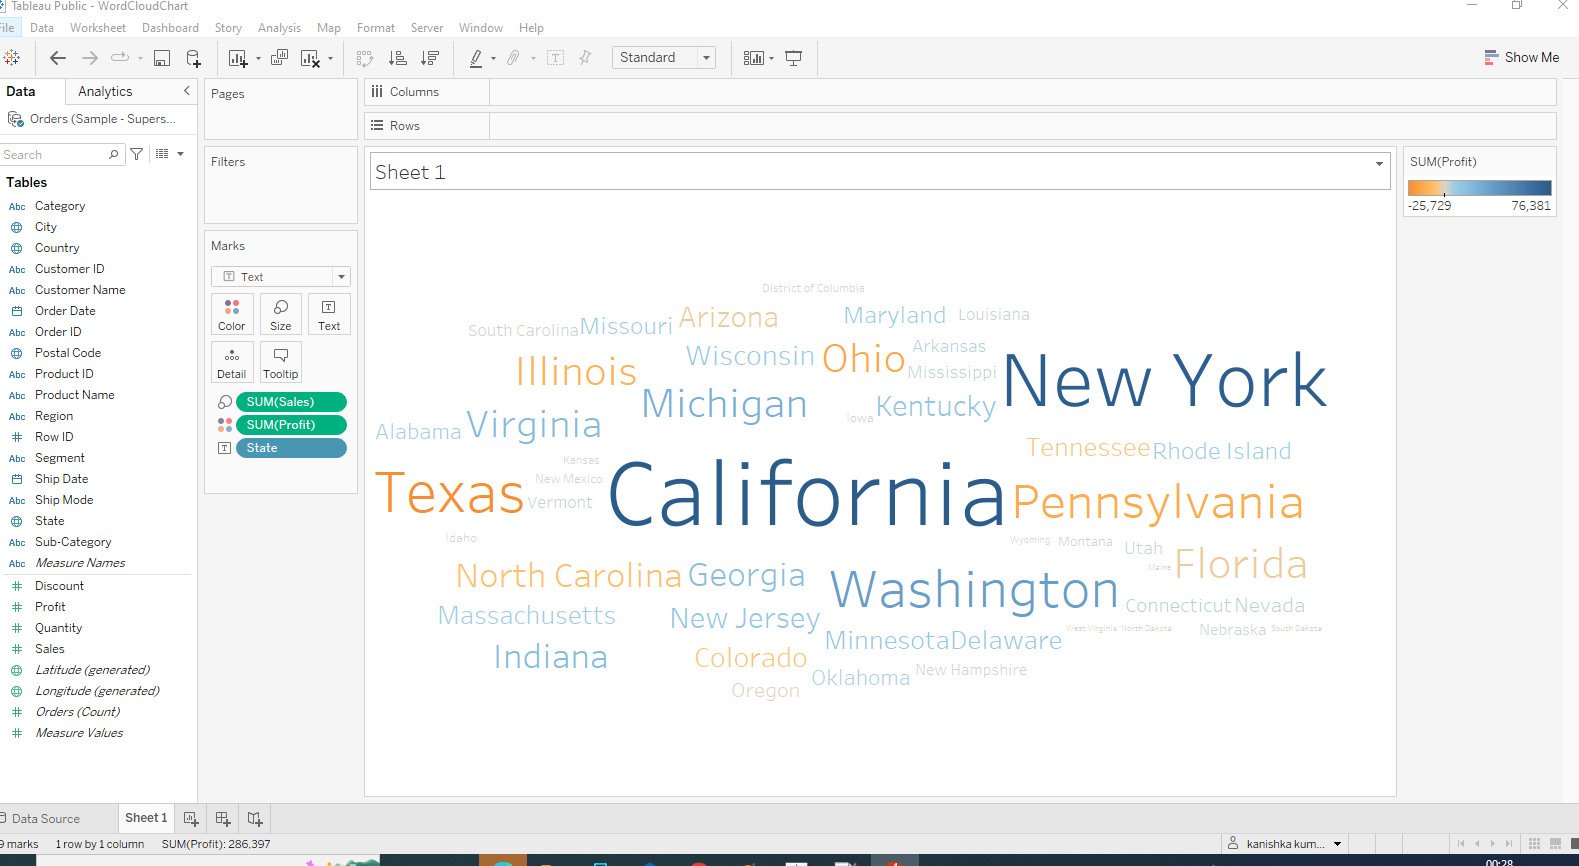 Tableau Public - WordCloudChart
File Data Worksheet Dashboard Story Analysis Map Format Server Window Help
Standard
Show Me
Data Analytics
Orders (Sample - Supers...
Search
Tables
Abc Category
City
Country
Abc Customer ID
Abc Customer Name
Order Date
Abc Order ID
Postal Code
Abc Product ID
Abc Product Name
Abc Region
# Row ID
Abc Segment
Ship Date
Abc Ship Mode
State
Abc Sub-Category
Abc Measure Names
# Discount
# Profit
# Quantity
# Sales
Latitude (generated)
Longitude (generated)
# Orders (Count)
# Measure Values
Pages
Filters
Marks
Text
Color Size Text
Detail Tooltip
SUM(Sales)
SUM(Profit)
State
Columns
Rows
Sheet 1
District of Columbia
South Carolina Missouri Arizona Maryland Louisiana
Illinois Wisconsin Ohio Arkansas
Mississippi New York
Michigan Kentucky
Alabama Virginia Iowa
Tennessee Rhode Island
Kansas
New Mexico
Texas Vermont California Pennsylvania
Idaho Wyoming Montana Utah
Maine Florida
North Carolina Georgia Washington
Massachusetts New Jersey Connecticut Nevada
West Virginia North Dakota Nebraska South Dakota
Minnesota Delaware
Indiana Colorado Oklahoma New Hampshire
Oregon
SUM(Profit)
-25,729 76,381
Data Source Sheet 1
9 marks 1 row by 1 column SUM(Profit): 286,397
kanishka kum...
00:28